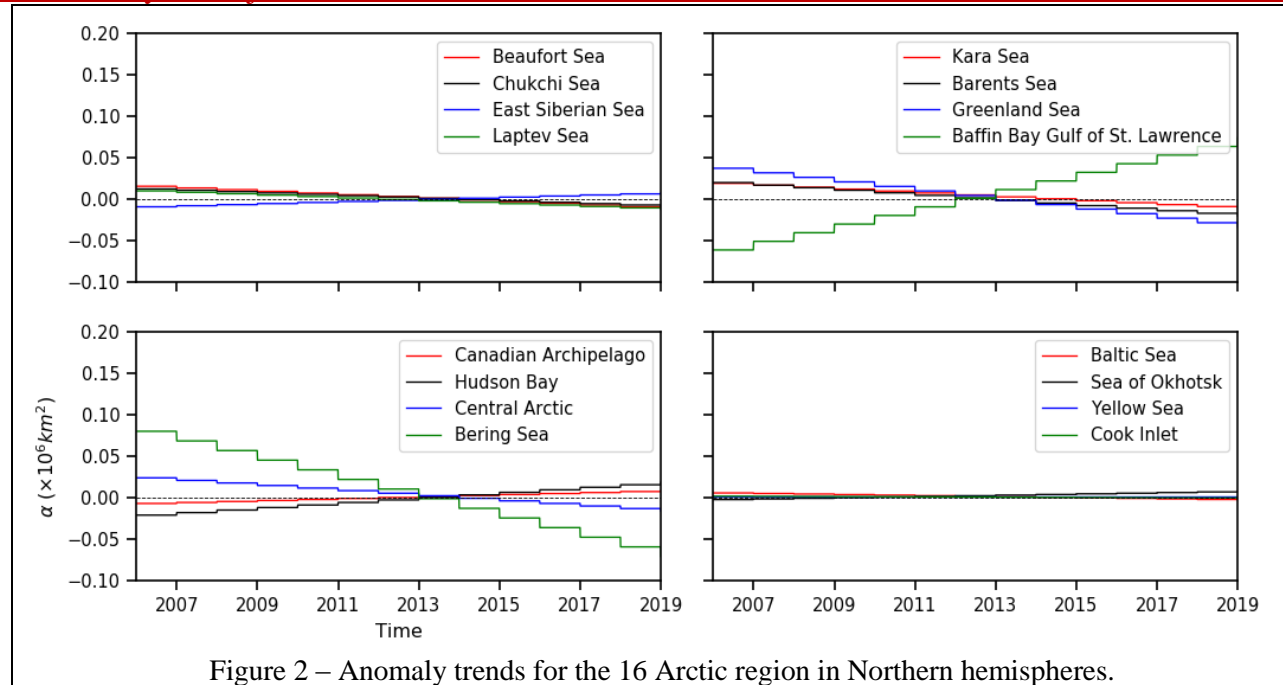 0.20
0.15
0.10
0.05
0.00
−0.05
−0.10
Beaufort Sea
Chukchi Sea
East Siberian Sea
Laptev Sea
Kara Sea
Barents Sea
Greenland Sea
Baffin Bay Gulf of St. Lawrence
α (×10⁶km²)
0.20
0.15
0.10
0.05
0.00
−0.05
−0.10
Canadian Archipelago
Hudson Bay
Central Arctic
Bering Sea
2007 2009 2011 2013 2015 2017 2019
Time
Baltic Sea
Sea of Okhotsk
Yellow Sea
Cook Inlet
2007 2009 2011 2013 2015 2017 2019
Figure 2 – Anomaly trends for the 16 Arctic region in Northern hemispheres.